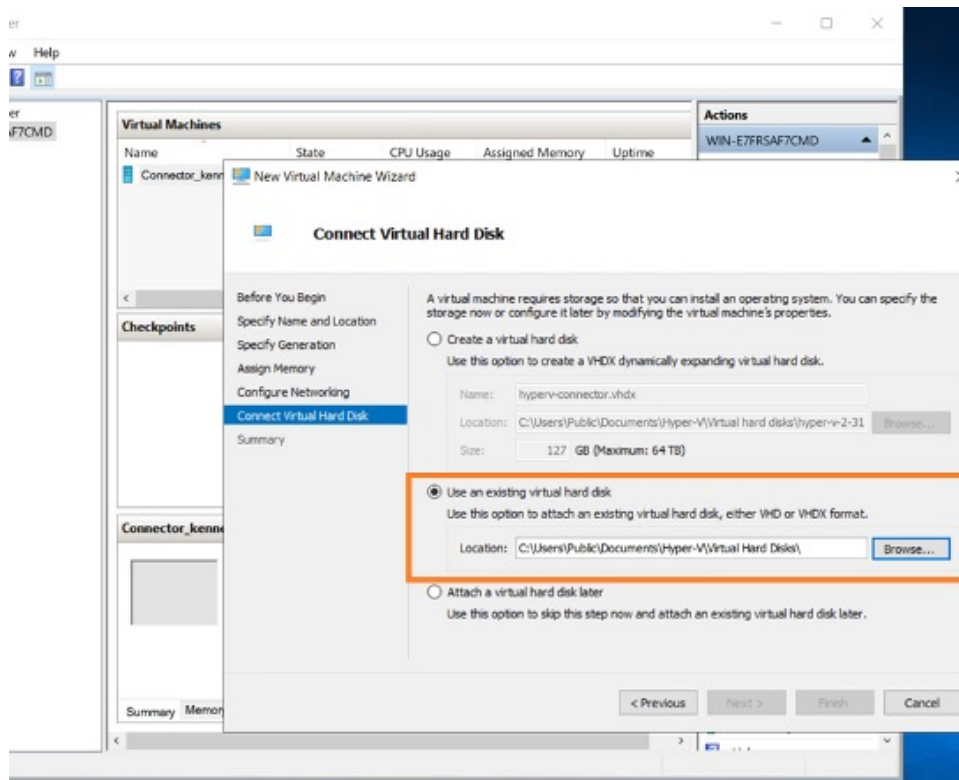 er
w Help
er
AF7CMD
Virtual Machines
Name State CPU Usage Assigned Memory Uptime
Connector_kenn
Checkpoints
Connector_kenne
Summary Memor
Actions
WIN-E7FRSAF7CMD
New Virtual Machine Wizard
Connect Virtual Hard Disk
Before You Begin
Specify Name and Location
Specify Generation
Assign Memory
Configure Networking
Connect Virtual Hard Disk
Summary
A virtual machine requires storage so that you can install an operating system. You can specify the
storage now or configure it later by modifying the virtual machine's properties.
Create a virtual hard disk
Use this option to create a VHDX dynamically expanding virtual hard disk.
Name: hyperv-connector.vhdx
Location: C:\Users\Public\Documents\Hyper-V\Virtual hard disks\hyper-v-2-31 Browse...
Size: 127 GB (Maximum: 64 TB)
Use an existing virtual hard disk
Use this option to attach an existing virtual hard disk, either VHD or VHDX format.
Location: C:\Users\Public\Documents\Hyper-V\Virtual Hard Disks\ Browse...
Attach a virtual hard disk later
Use this option to skip this step now and attach an existing virtual hard disk later.
< Previous Next > Finish Cancel